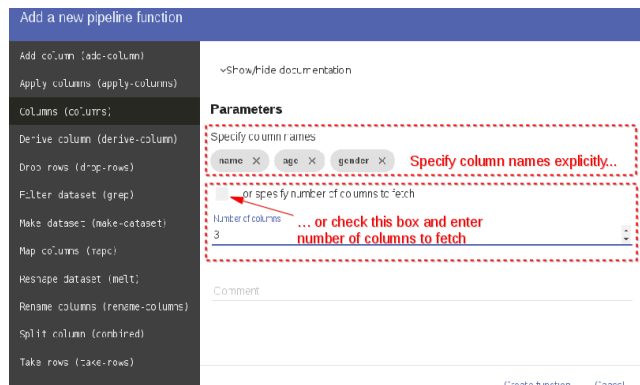 Add a new pipeline function
Add column (add-column)
Apply columns (apply-columns)
Columns (columns)
Derive column (derive-column)
Drop rows (drop-rows)
Filter dataset (grep)
Make dataset (make-dataset)
Map columns (mapc)
Reshape dataset (melt)
Rename columns (rename-columns)
Split column (combined)
Take rows (take-rows)
Show/hide documentation
Parameters
Specify column names
name × age × gender × Specify column names explicitly...
...or specify number of columns to fetch
Number of columns
3
... or check this box and enter
number of columns to fetch
Comment
Create function Cancel